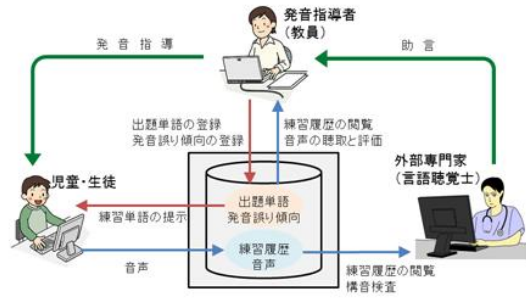 発音指導者
(教員)
発音指導
助言
出題単語の登録
発音誤り傾向の登録
練習履歴の閲覧
音声の聴取と評価
外部専門家
(言語聴覚士)
児童・生徒
出題単語
発音誤り傾向
練習単語の提示
練習履歴
音声
音声
練習履歴の閲覧
構音検査